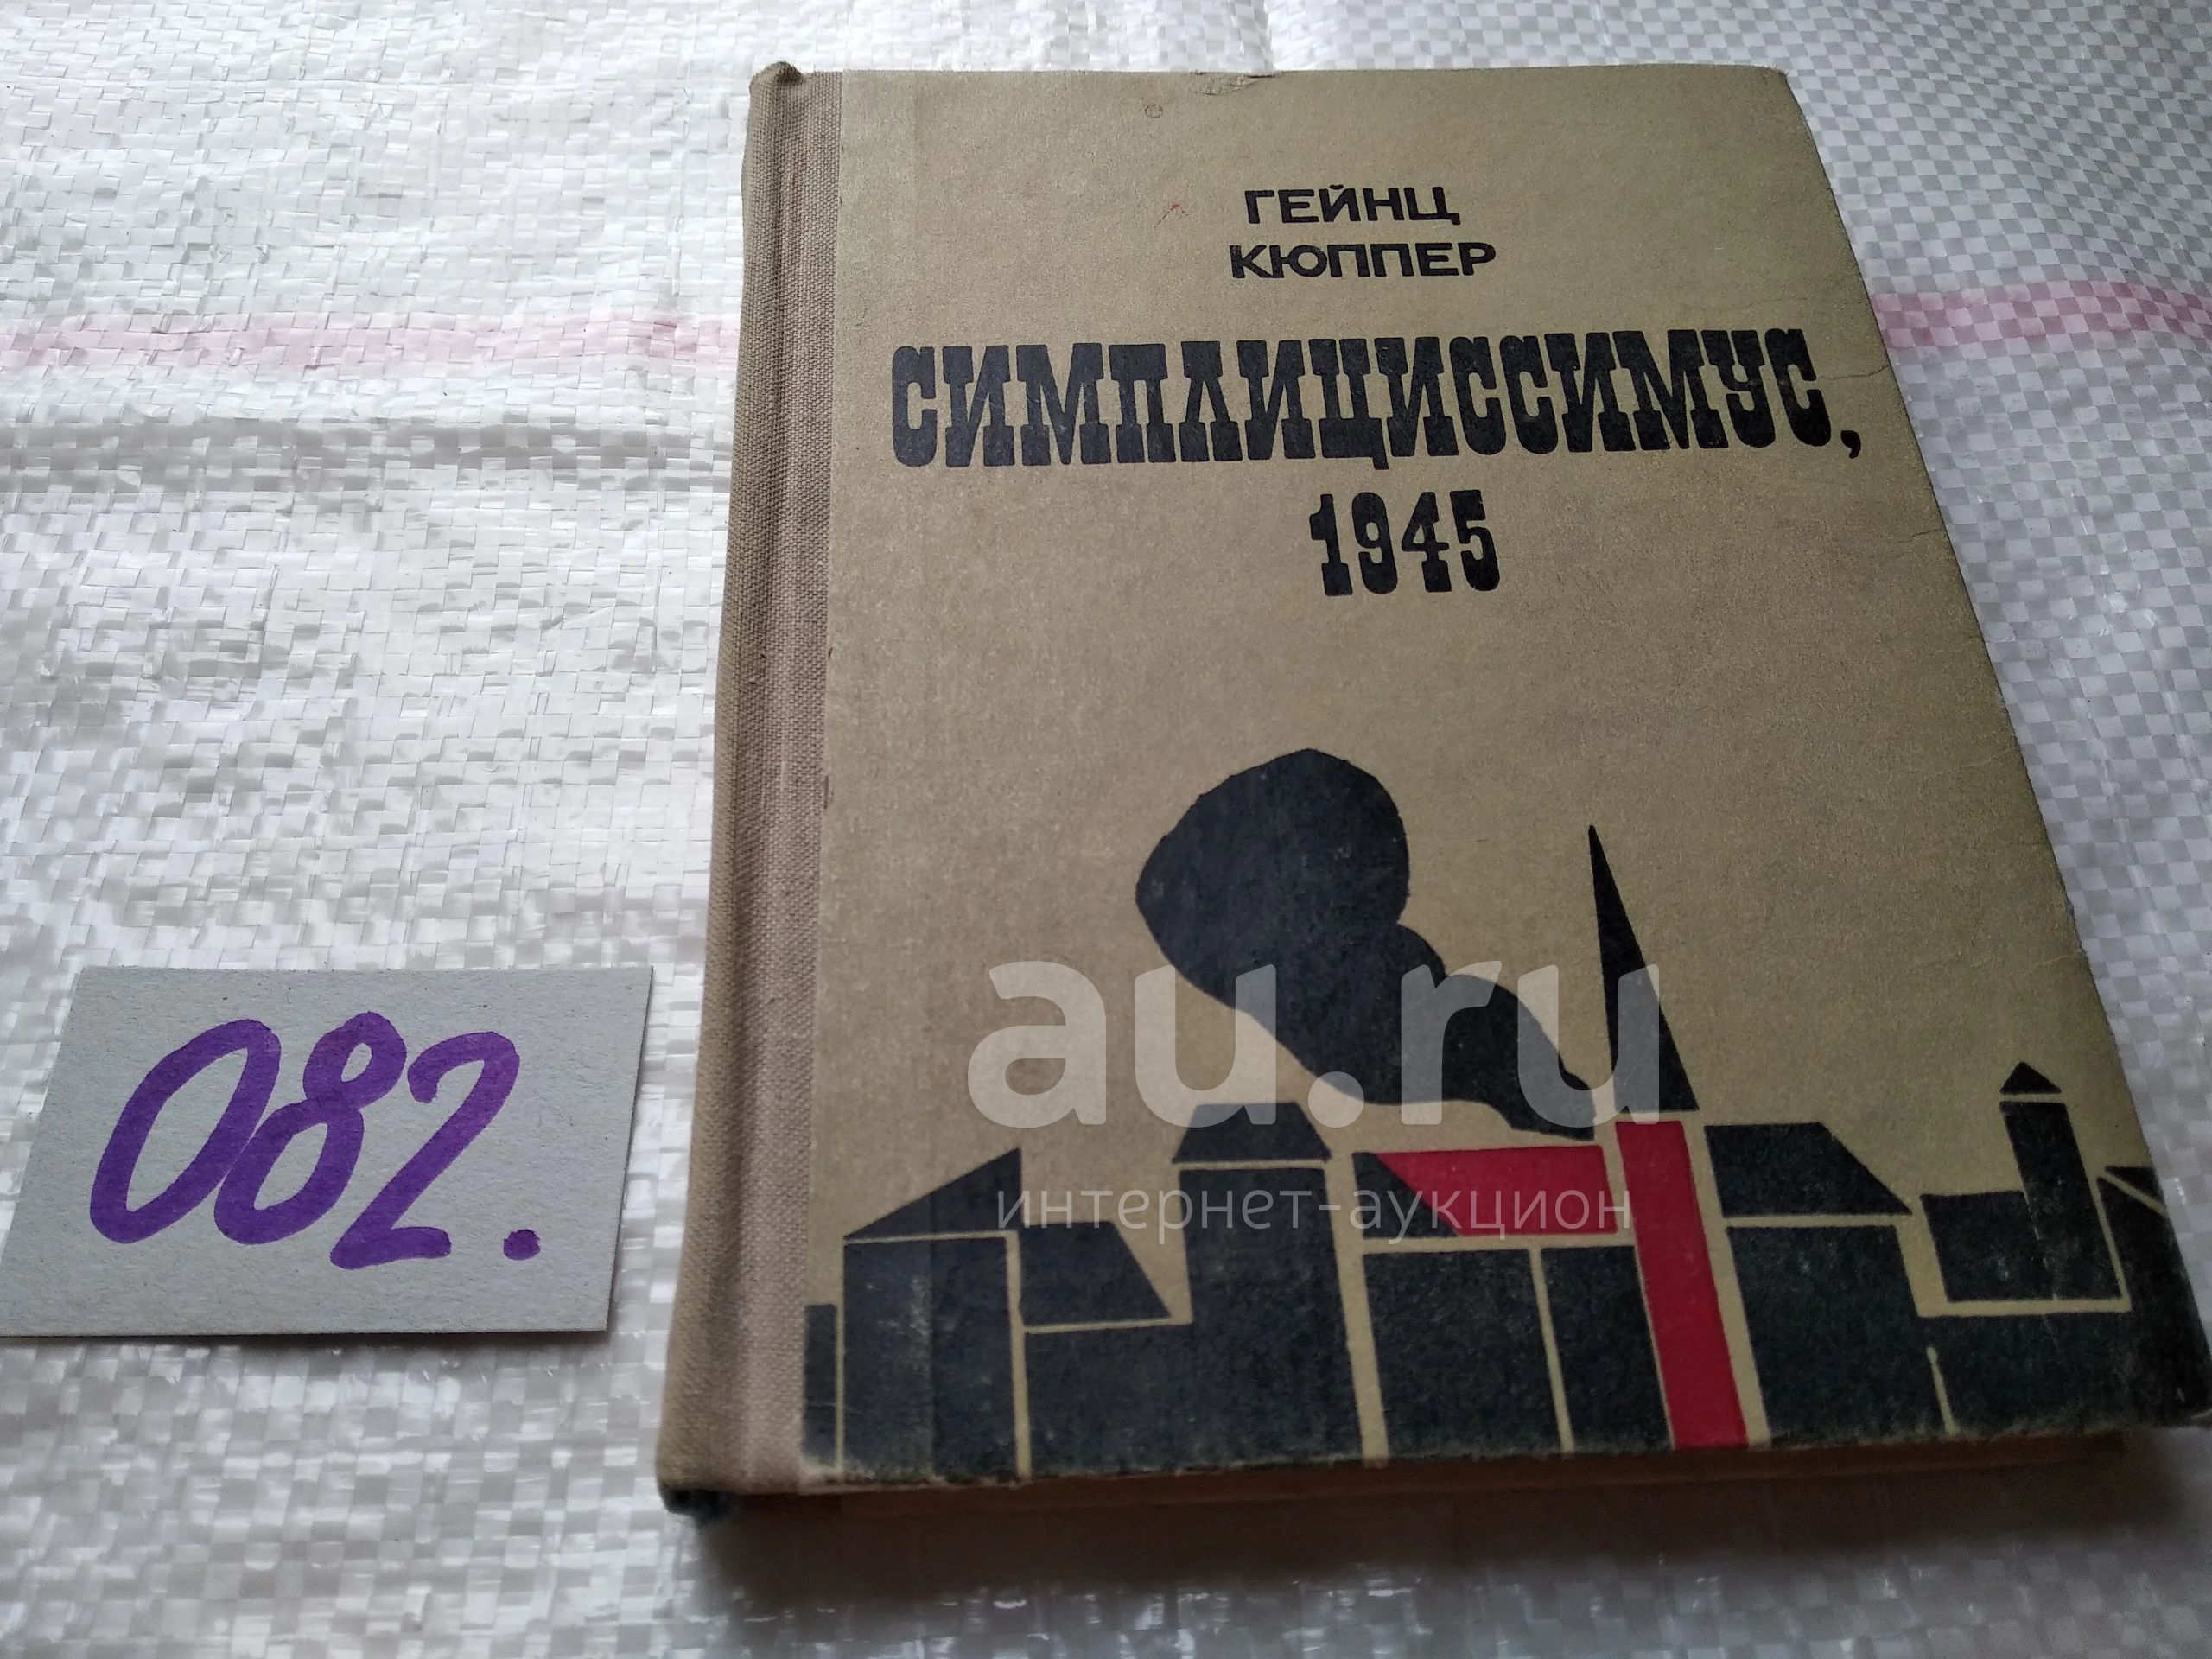 ГЕЙНЦ
КЮППЕР
СИМПЛИЦИССИМУС,
1945
au.ru
интернет-аукцион
082.